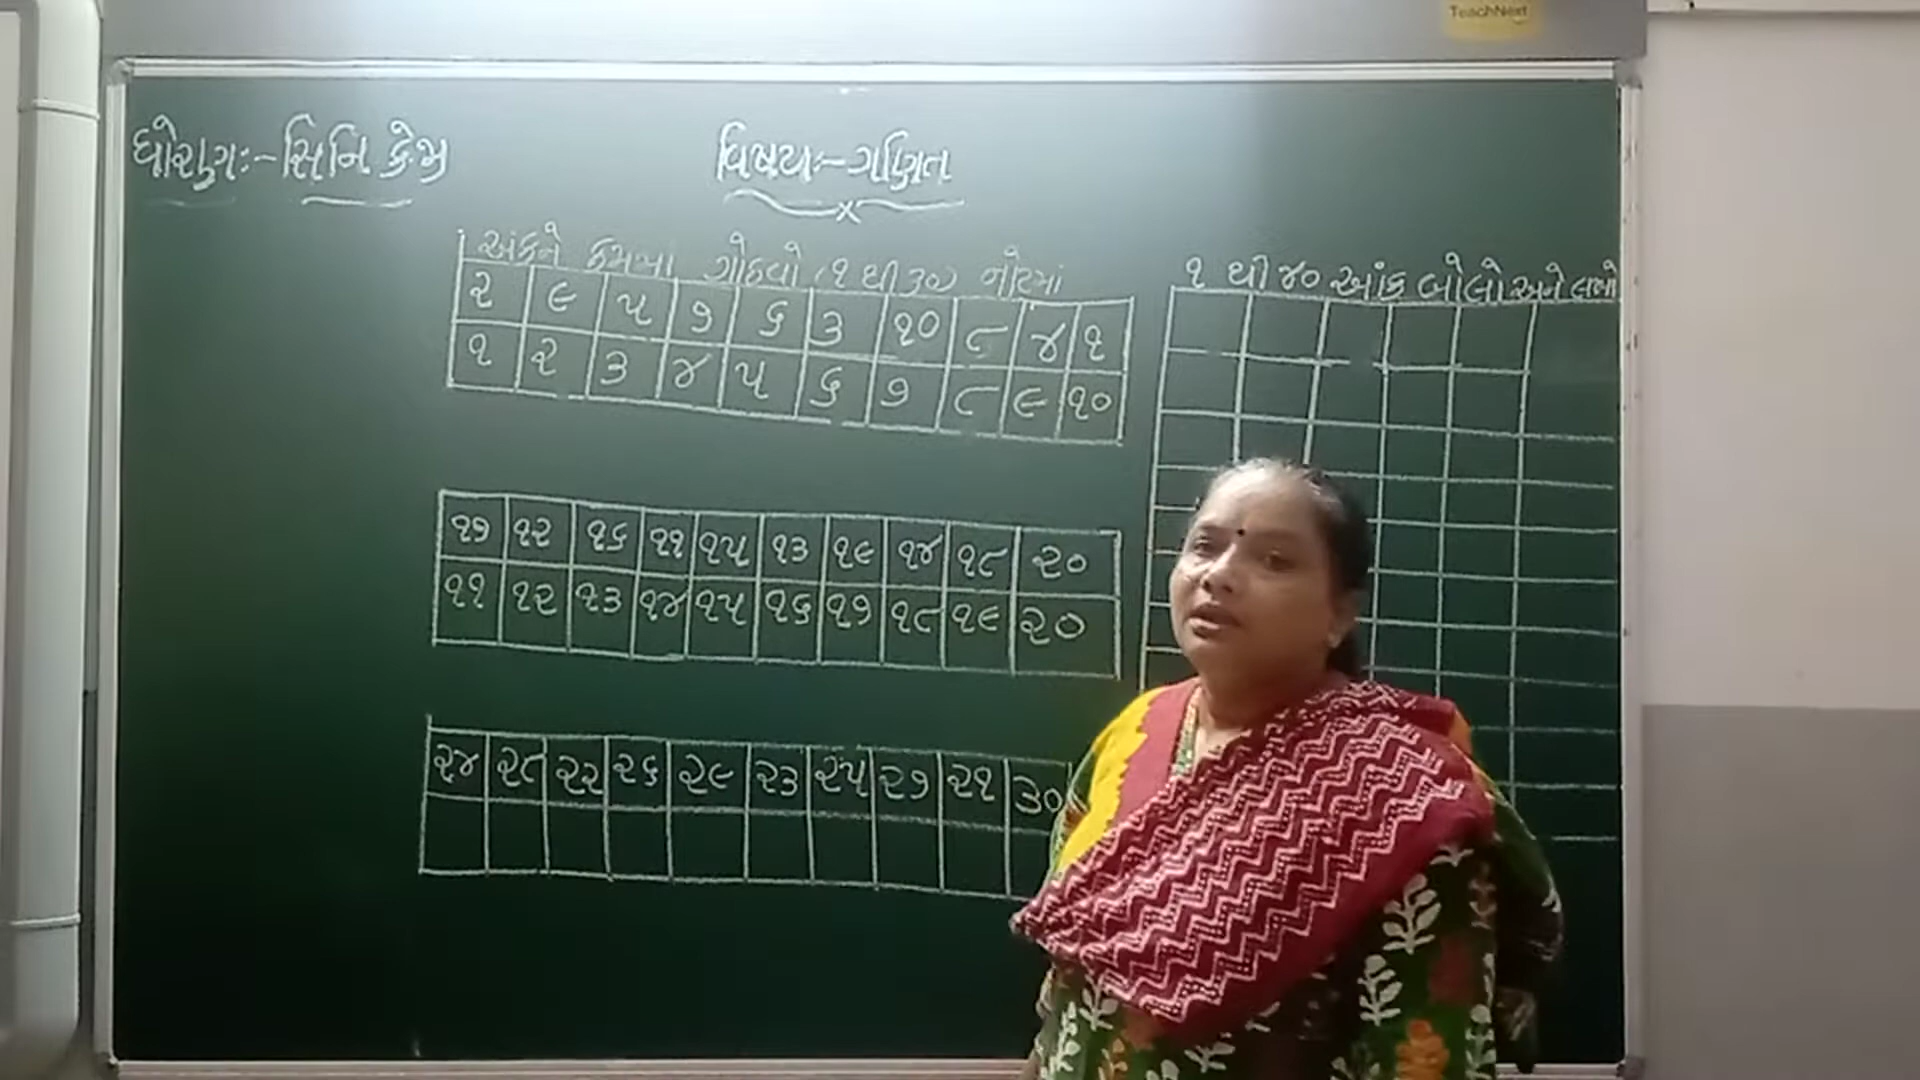 TeachNext
ધોરણઃ-સિનિ કેજી
વિષયઃ-ગણિત
અંકને ક્રમમાં ગોઠવો (૧ થી ૩૦) નોટમાં
૨ ૯ ૫ ૭ ૬ ૩ ૧૦ ૮ ૪ ૧
૧ ૨ ૩ ૪ ૫ ૬ ૭ ૮ ૯ ૧૦
૧૭ ૧૨ ૧૬ ૧૧ ૧૫ ૧૩ ૧૯ ૧૪ ૧૮ ૨૦
૧૧ ૧૨ ૧૩ ૧૪ ૧૫ ૧૬ ૧૭ ૧૮ ૧૯ ૨૦
૨૪ ૨૮ ૨૨ ૨૬ ૨૯ ૨૩ ૨૫ ૨૭ ૨૧ ૩૦
૧ થી ૪૦ આંક બોલો અને લખો